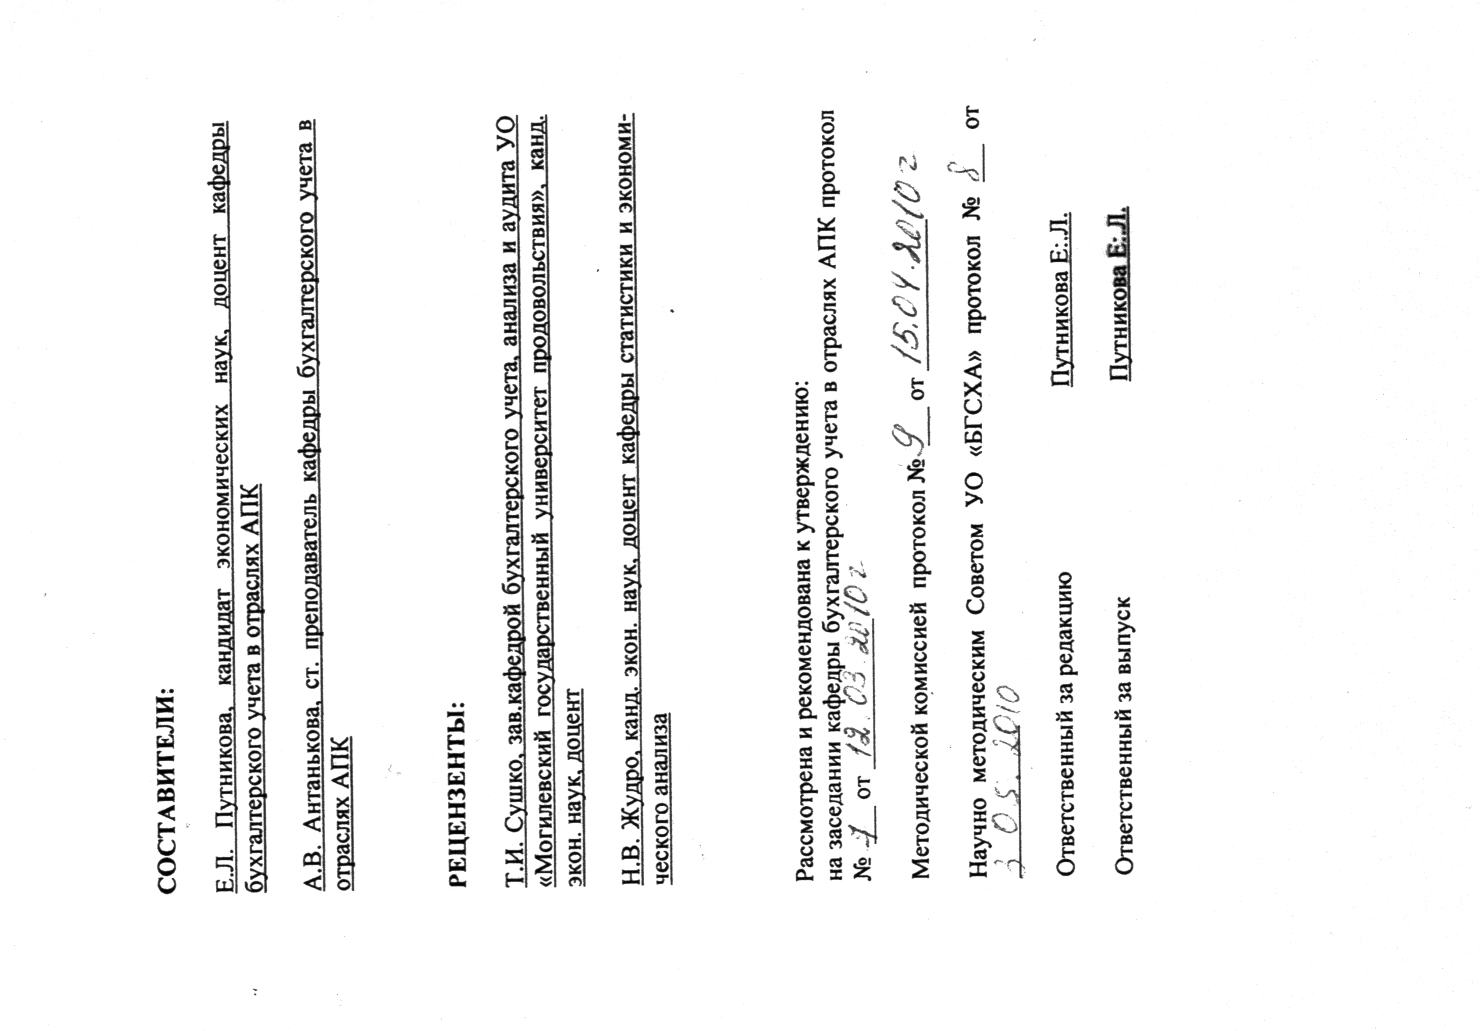 СОСТАВИТЕЛИ:
Е.Л. Путникова, кандидат экономических наук, доцент кафедры
бухгалтерского учета в отраслях АПК
А.В. Антанькова, ст. преподаватель кафедры бухгалтерского учета в
отраслях АПК
РЕЦЕНЗЕНТЫ:
Т.И. Сушко, зав.кафедрой бухгалтерского учета, анализа и аудита УО
«Могилевский государственный университет продовольствия», канд.
экон. наук, доцент
Н.В. Жудро, канд. экон. наук, доцент кафедры статистики и экономи-
ческого анализа
Рассмотрена и рекомендована к утверждению:
на заседании кафедры бухгалтерского учета в отраслях АПК протокол
№ 7 от 12.03.2010 г
Методической комиссией протокол № 9 от 15.04.2010 г
Научно методическим Советом УО «БГСХА» протокол № 8 от
05.2010
Ответственный за редакцию Путникова Е:.Л.
Ответственный за выпуск Путникова Е:.Л.